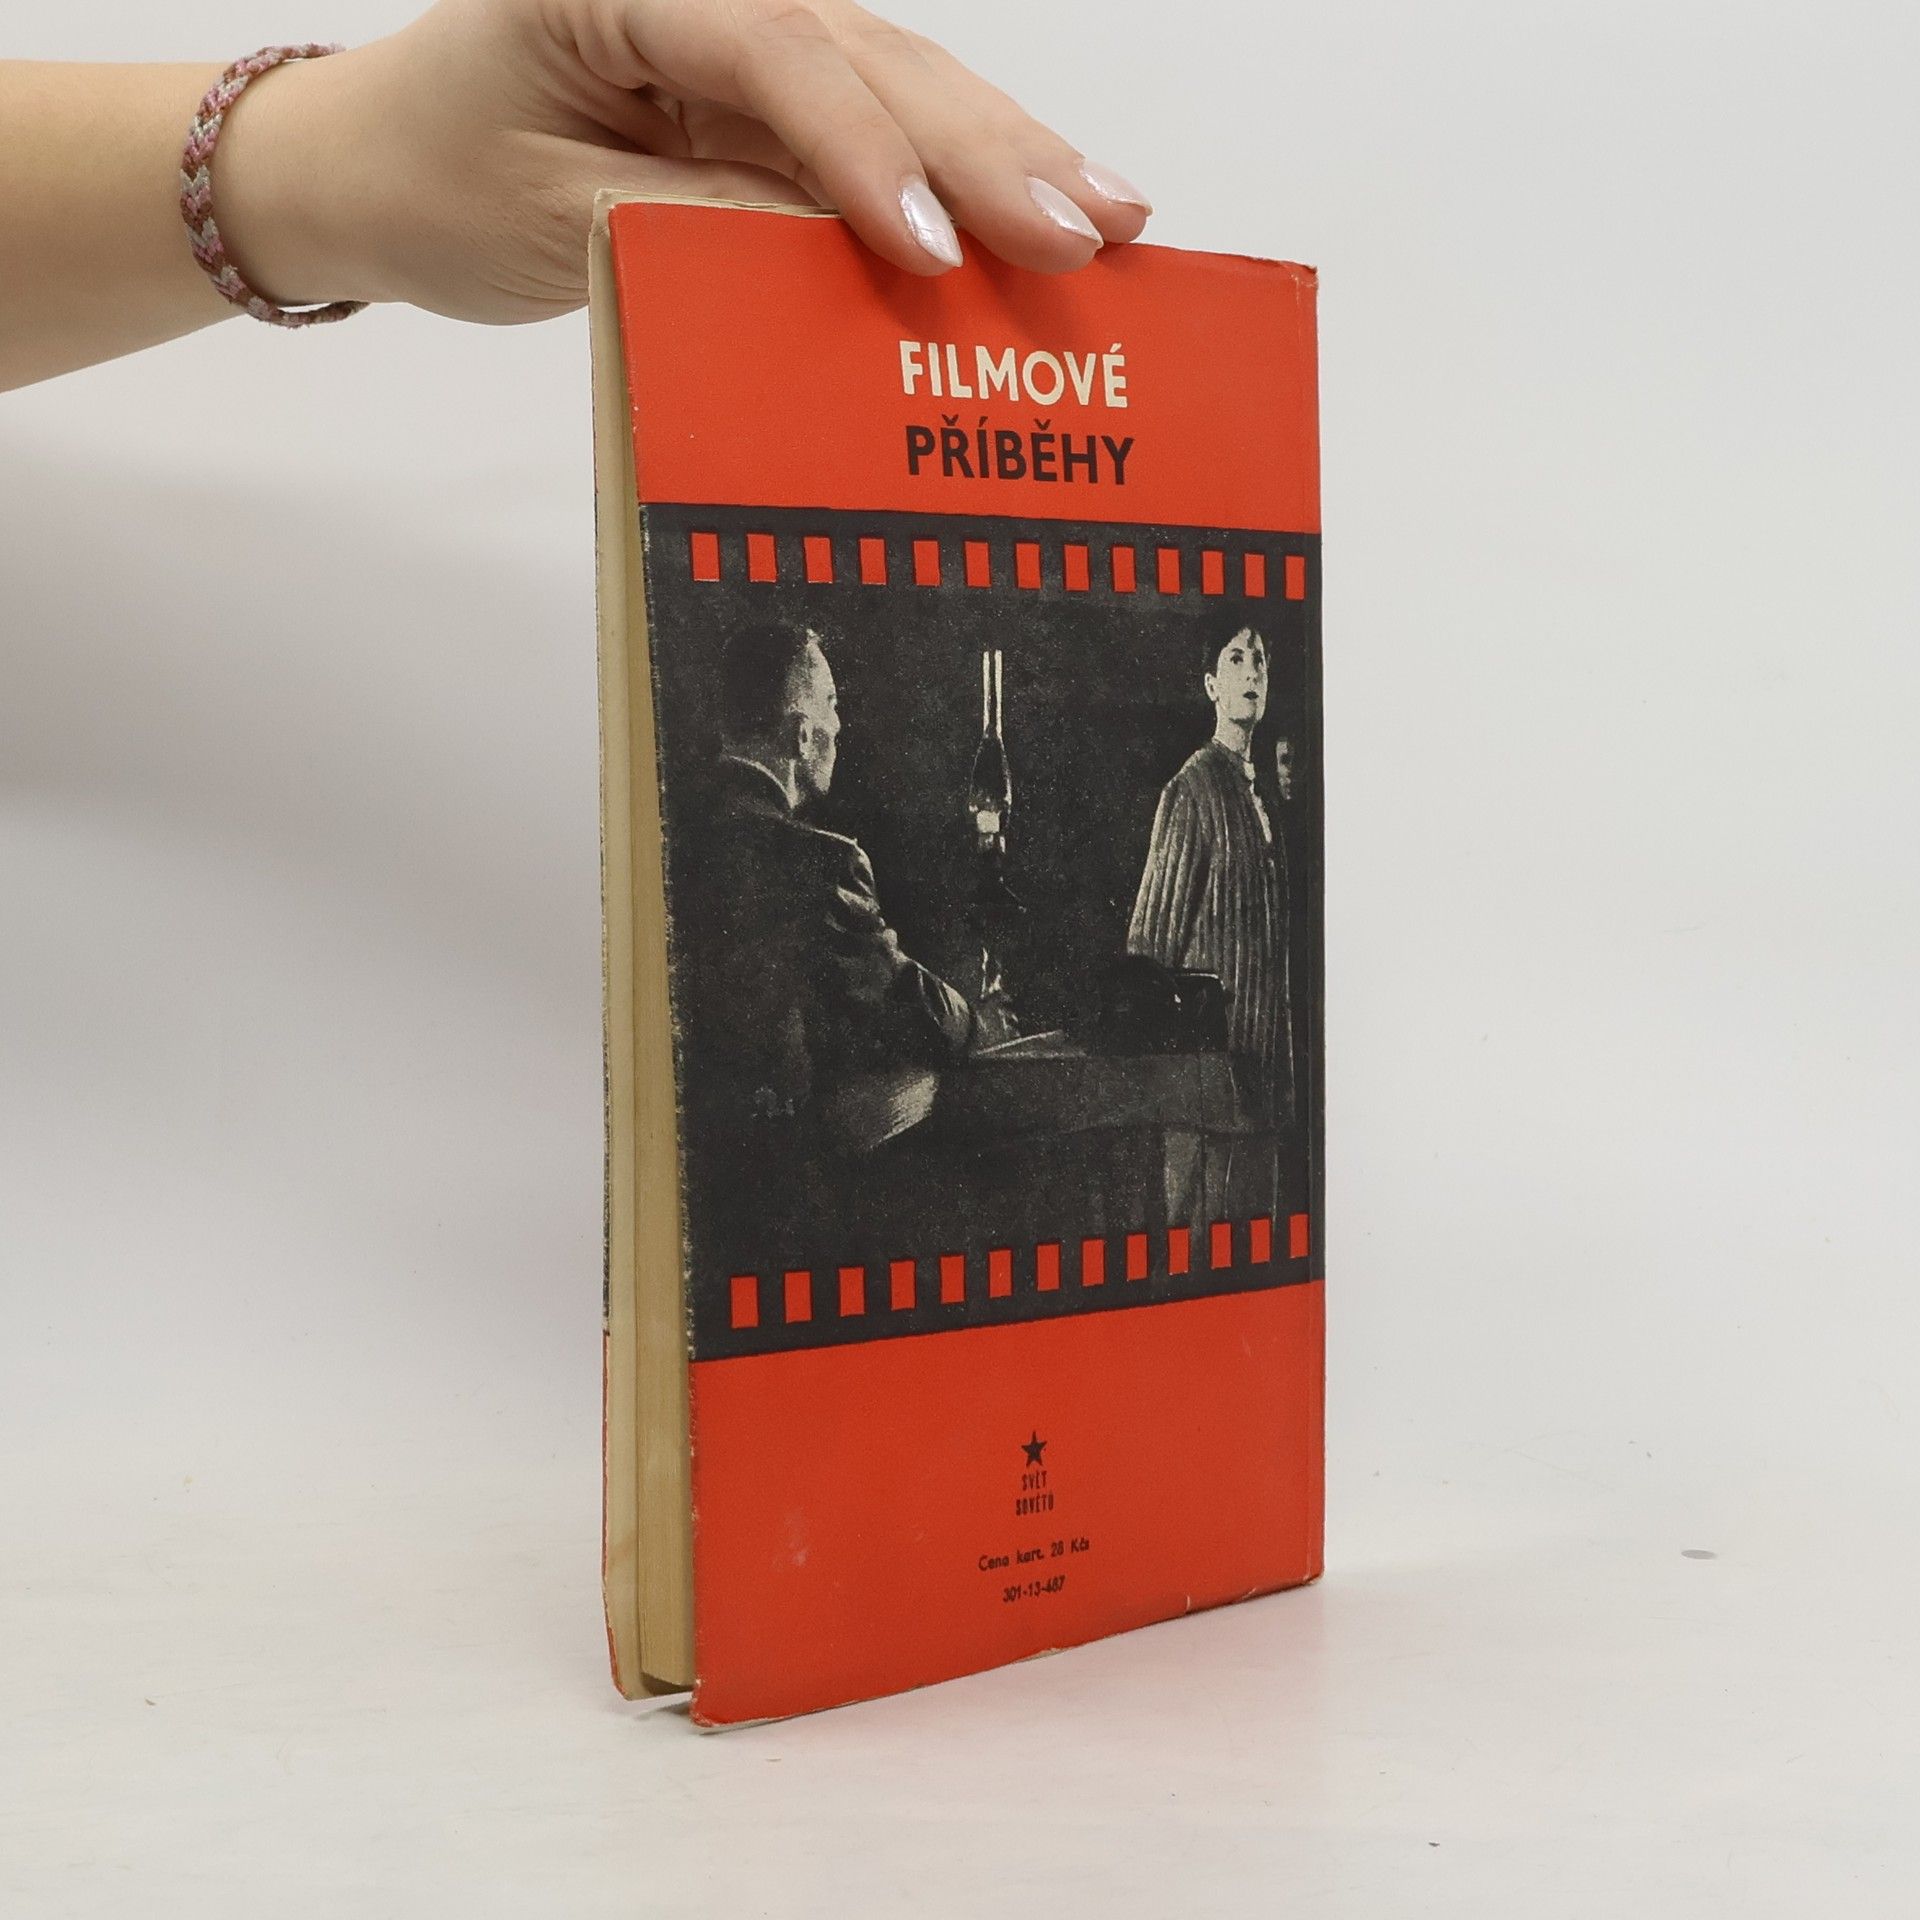 FILMOVÉ
PŘÍBĚHY
SVĚT
SOVĚTŮ
Cena kart. 28 Kčs
301-13-487